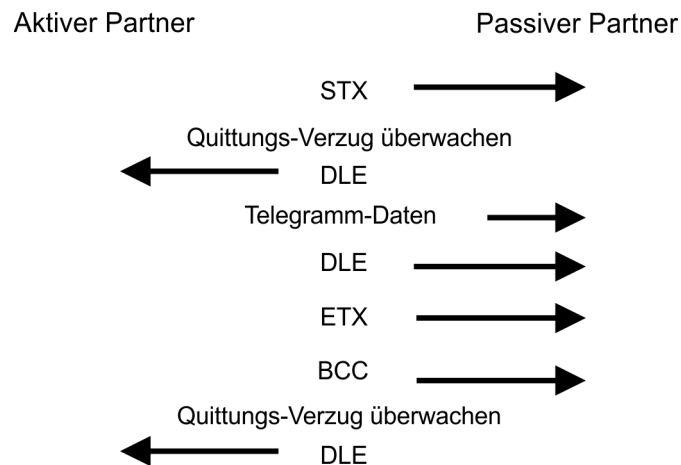 Aktiver Partner
Passiver Partner
STX
Quittungs-Verzug überwachen
DLE
Telegramm-Daten
DLE
ETX
BCC
Quittungs-Verzug überwachen
DLE